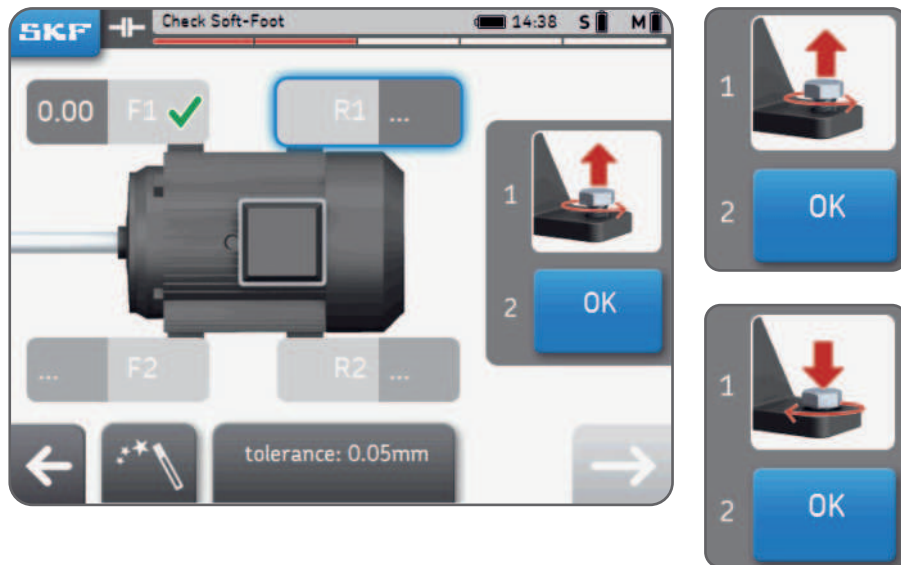 SKF
Check Soft-Foot
14:38 S M
0.00 F1
R1 ...
1
2 OK
... F2
R2 ...
tolerance: 0.05mm
1
2 OK
1
2 OK